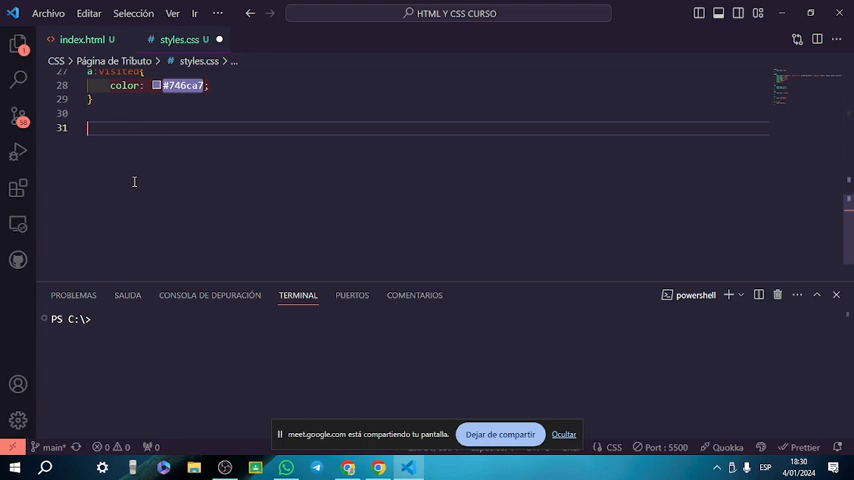 Archivo Editar Selección Ver Ir ··· HTML Y CSS CURSO
index.html U styles.css U
CSS > Página de Tributo > # styles.css > ...
27 a:visited{
28 color: #746ca7;
29 }
30
31
PROBLEMAS SALIDA CONSOLA DE DEPURACIÓN TERMINAL PUERTOS COMENTARIOS powershell
PS C:\>
meet.google.com está compartiendo tu pantalla. Dejar de compartir Ocultar
main* 0 0 0 CSS Port : 5500 Quokka Prettier
ESP 18:30
4/01/2024
1
58